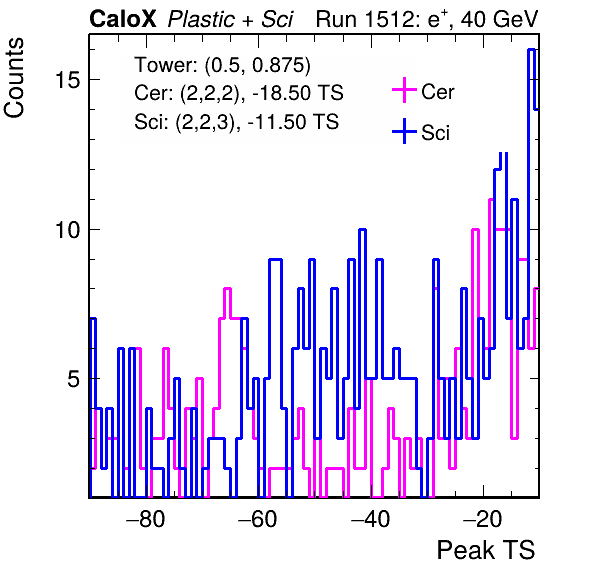 CaloX Plastic + Sci Run 1512: e⁺, 40 GeV
Tower: (0.5, 0.875)
Cer: (2,2,2), -18.50 TS
Sci: (2,2,3), -11.50 TS
Cer
Sci
Counts
15
10
5
−80 −60 −40 −20
Peak TS